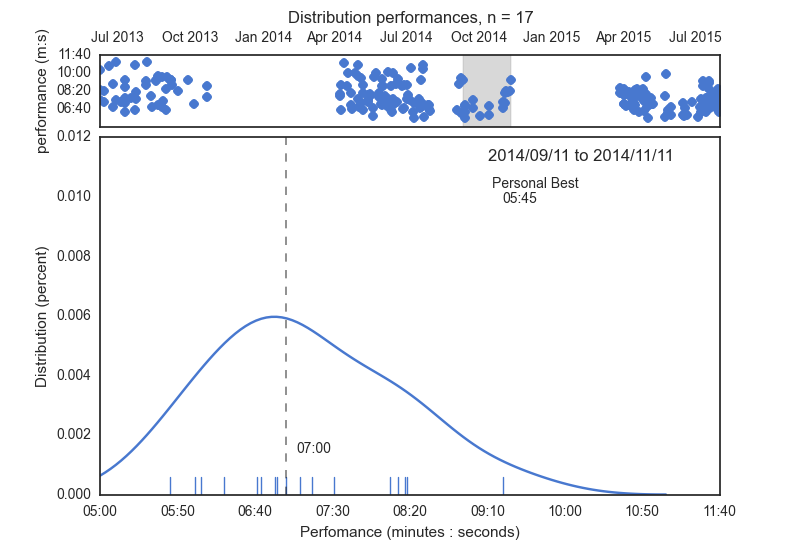 Distribution performances, n = 17
Jul 2013 Oct 2013 Jan 2014 Apr 2014 Jul 2014 Oct 2014 Jan 2015 Apr 2015 Jul 2015
performance (m:s)
11:40
10:00
08:20
06:40
Distribution (percent)
0.012
0.010
0.008
0.006
0.004
0.002
0.000
2014/09/11 to 2014/11/11
Personal Best
05:45
07:00
05:00 05:50 06:40 07:30 08:20 09:10 10:00 10:50 11:40
Perfomance (minutes : seconds)